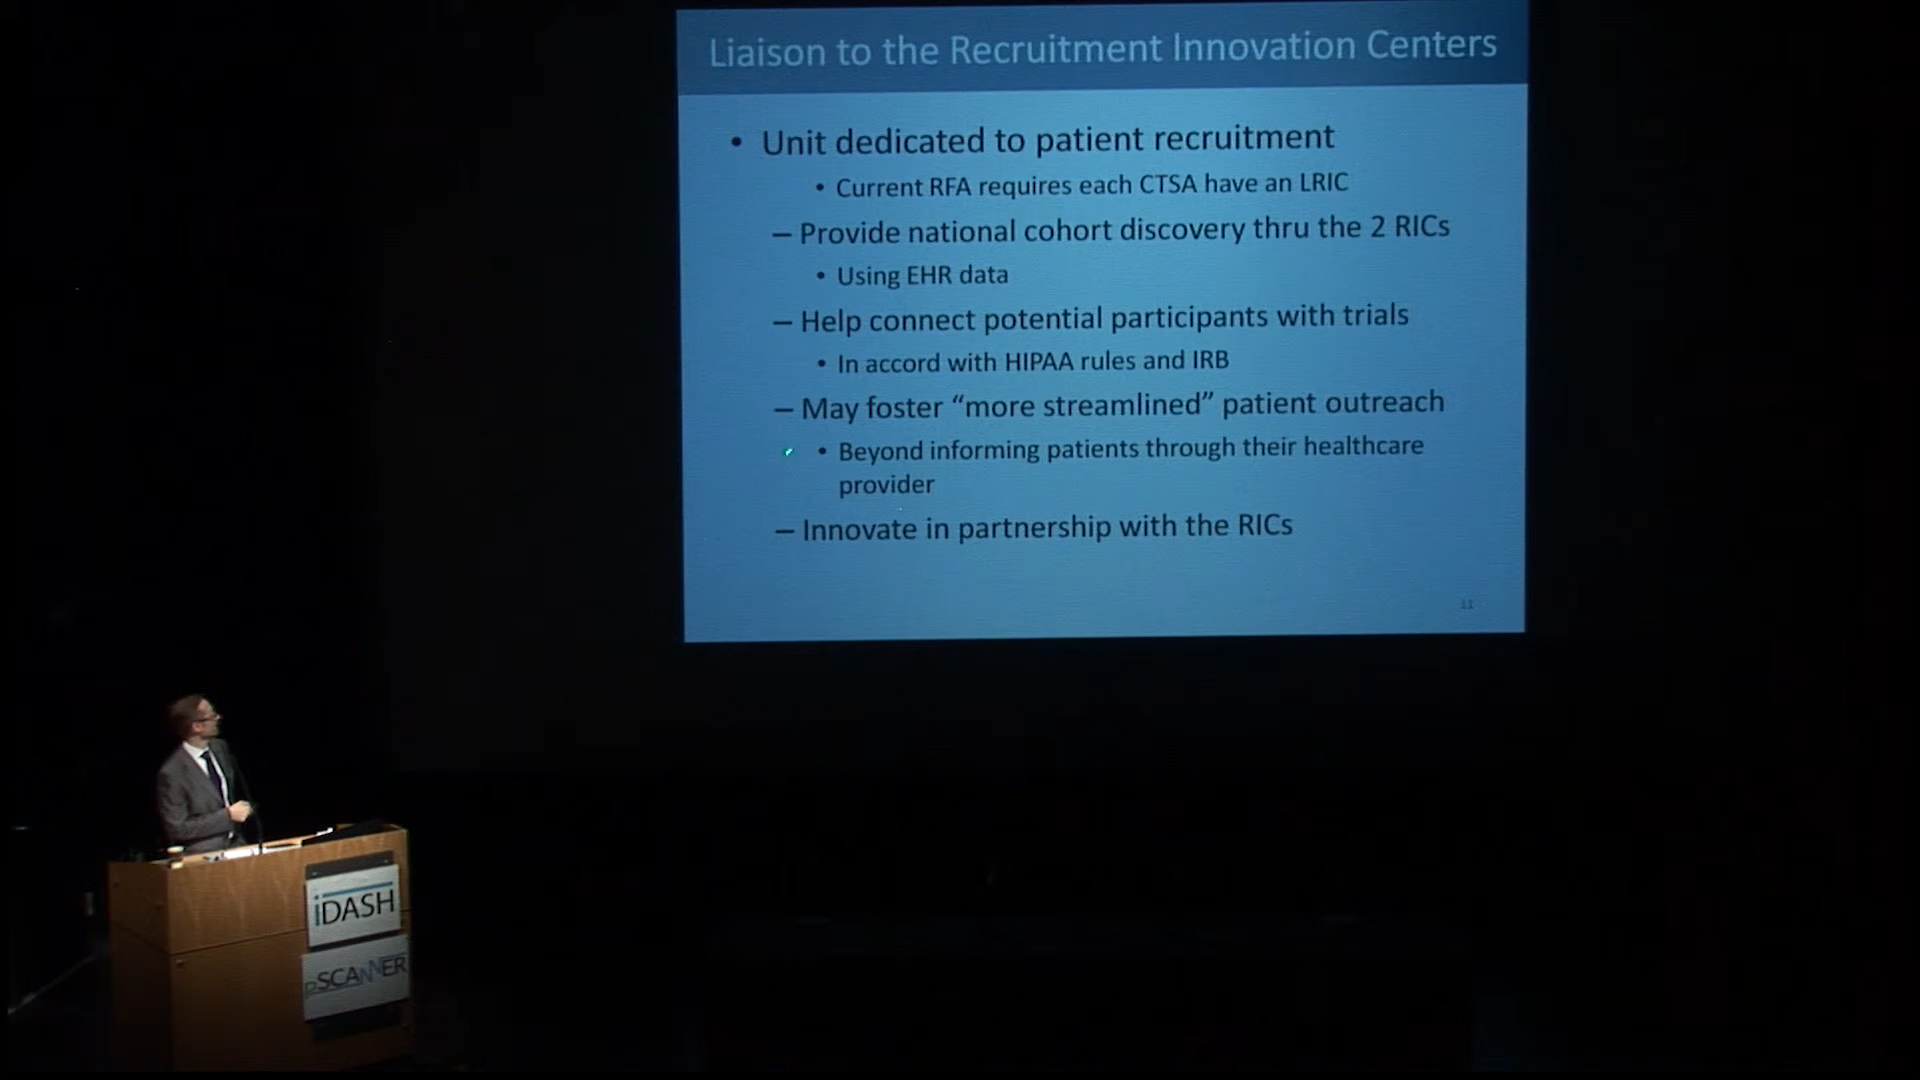 Liaison to the Recruitment Innovation Centers
• Unit dedicated to patient recruitment
• Current RFA requires each CTSA have an LRIC
– Provide national cohort discovery thru the 2 RICs
• Using EHR data
– Help connect potential participants with trials
• In accord with HIPAA rules and IRB
– May foster “more streamlined” patient outreach
• Beyond informing patients through their healthcare
provider
– Innovate in partnership with the RICs
11
iDASH
pSCANNER